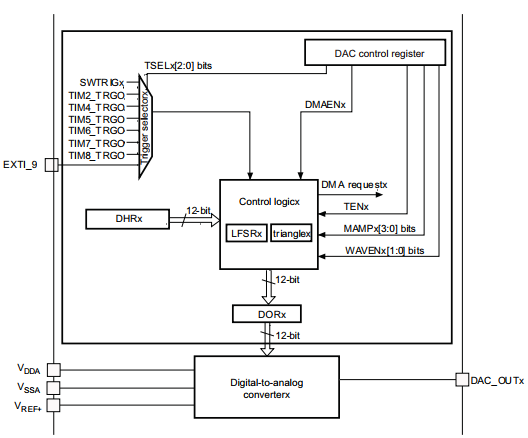 DAC control register
TSELx[2:0] bits
SWTRIGx
TIM2_TRGO
TIM4_TRGO
TIM5_TRGO
TIM6_TRGO
TIM7_TRGO
TIM8_TRGO
Trigger selectorx
DMAENx
EXTI_9
DMA requestx
Control logicx
TENx
DHRx
12-bit
LFSRx
trianglex
MAMPx[3:0] bits
WAVENx[1:0] bits
12-bit
DORx
12-bit
VDDA
VSSA
VREF+
Digital-to-analog
converterx
DAC_OUTx